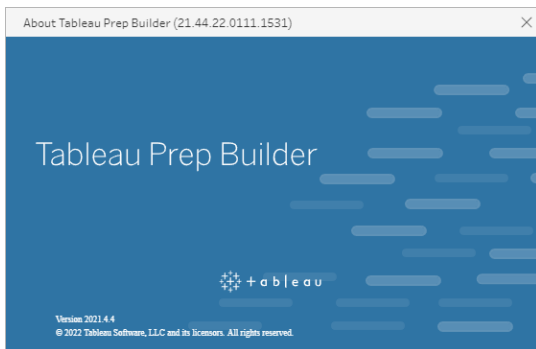 About Tableau Prep Builder (21.44.22.0111.1531)
Tableau Prep Builder
+ a b | e a u
Version 2021.4.4
© 2022 Tableau Software, LLC and its licensors. All rights reserved.